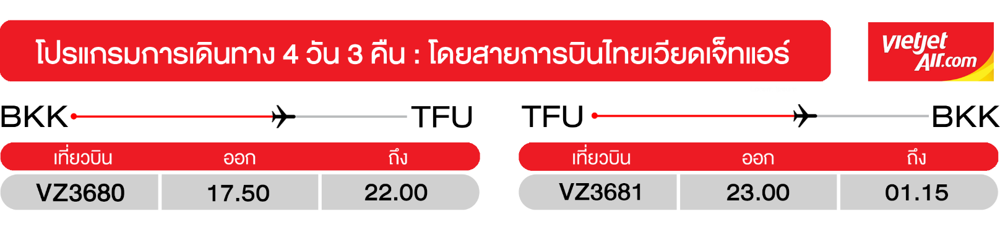 โปรแกรมการเดินทาง 4 วัน 3 คืน : โดยสายการบินไทยเวียดเจ็ทแอร์
vietjet
Air.com
BKK TFU
เที่ยวบิน ออก ถึง
VZ3680 17.50 22.00
TFU BKK
เที่ยวบิน ออก ถึง
VZ3681 23.00 01.15